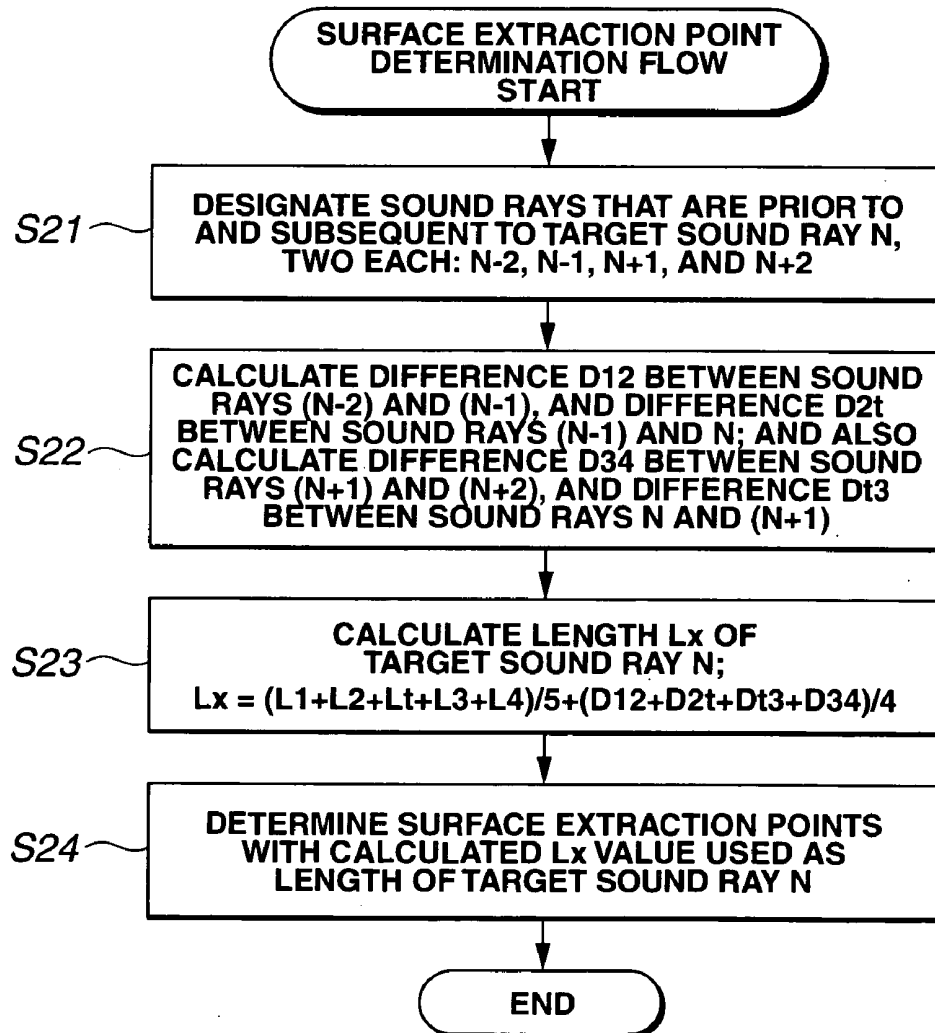 SURFACE EXTRACTION POINT
DETERMINATION FLOW
START
S21
DESIGNATE SOUND RAYS THAT ARE PRIOR TO
AND SUBSEQUENT TO TARGET SOUND RAY N,
TWO EACH: N-2, N-1, N+1, AND N+2
S22
CALCULATE DIFFERENCE D12 BETWEEN SOUND
RAYS (N-2) AND (N-1), AND DIFFERENCE D2t
BETWEEN SOUND RAYS (N-1) AND N; AND ALSO
CALCULATE DIFFERENCE D34 BETWEEN SOUND
RAYS (N+1) AND (N+2), AND DIFFERENCE Dt3
BETWEEN SOUND RAYS N AND (N+1)
S23
CALCULATE LENGTH Lx OF
TARGET SOUND RAY N;
Lx = (L1+L2+Lt+L3+L4)/5+(D12+D2t+Dt3+D34)/4
S24
DETERMINE SURFACE EXTRACTION POINTS
WITH CALCULATED Lx VALUE USED AS
LENGTH OF TARGET SOUND RAY N
END